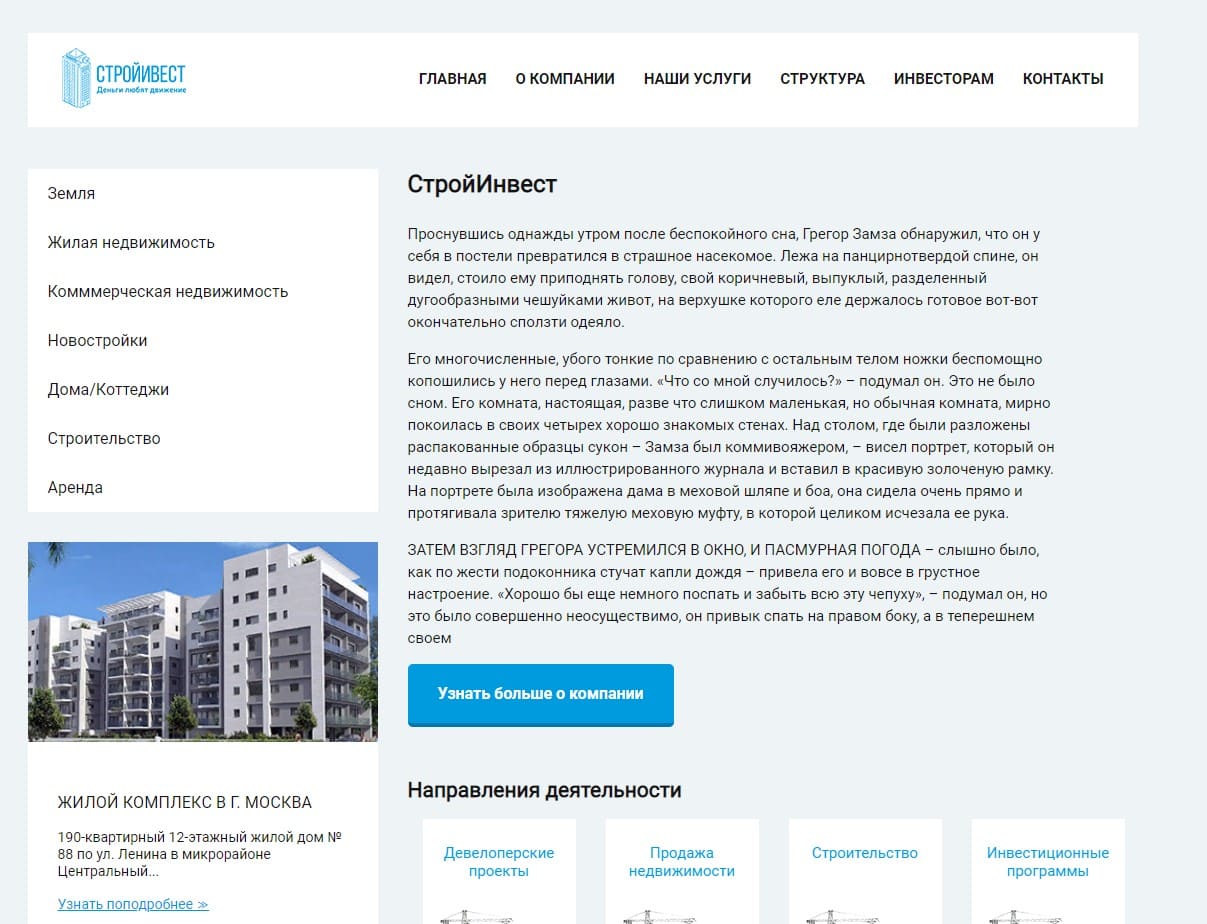 СТРОЙИВЕСТ
Деньги любят движение
ГЛАВНАЯ О КОМПАНИИ НАШИ УСЛУГИ СТРУКТУРА ИНВЕСТОРАМ КОНТАКТЫ
Земля
Жилая недвижимость
Комммерческая недвижимость
Новостройки
Дома/Коттеджи
Строительство
Аренда
ЖИЛОЙ КОМПЛЕКС В Г. МОСКВА
190-квартирный 12-этажный жилой дом №
88 по ул. Ленина в микрорайоне
Центральный...
Узнать поподробнее ≫
СтройИнвест
Проснувшись однажды утром после беспокойного сна, Грегор Замза обнаружил, что он у
себя в постели превратился в страшное насекомое. Лежа на панцирнотвердой спине, он
видел, стоило ему приподнять голову, свой коричневый, выпуклый, разделенный
дугообразными чешуйками живот, на верхушке которого еле держалось готовое вот-вот
окончательно сползти одеяло.
Его многочисленные, убого тонкие по сравнению с остальным телом ножки беспомощно
копошились у него перед глазами. «Что со мной случилось?» – подумал он. Это не было
сном. Его комната, настоящая, разве что слишком маленькая, но обычная комната, мирно
покоилась в своих четырех хорошо знакомых стенах. Над столом, где были разложены
распакованные образцы сукон – Замза был коммивояжером, – висел портрет, который он
недавно вырезал из иллюстрированного журнала и вставил в красивую золоченую рамку.
На портрете была изображена дама в меховой шляпе и боа, она сидела очень прямо и
протягивала зрителю тяжелую меховую муфту, в которой целиком исчезала ее рука.
ЗАТЕМ ВЗГЛЯД ГРЕГОРА УСТРЕМИЛСЯ В ОКНО, И ПАСМУРНАЯ ПОГОДА – слышно было,
как по жести подоконника стучат капли дождя – привела его и вовсе в грустное
настроение. «Хорошо бы еще немного поспать и забыть всю эту чепуху», – подумал он, но
это было совершенно неосуществимо, он привык спать на правом боку, а в теперешнем
своем
Узнать больше о компании
Направления деятельности
Девелоперские
проекты
Продажа
недвижимости
Строительство
Инвестиционные
программы